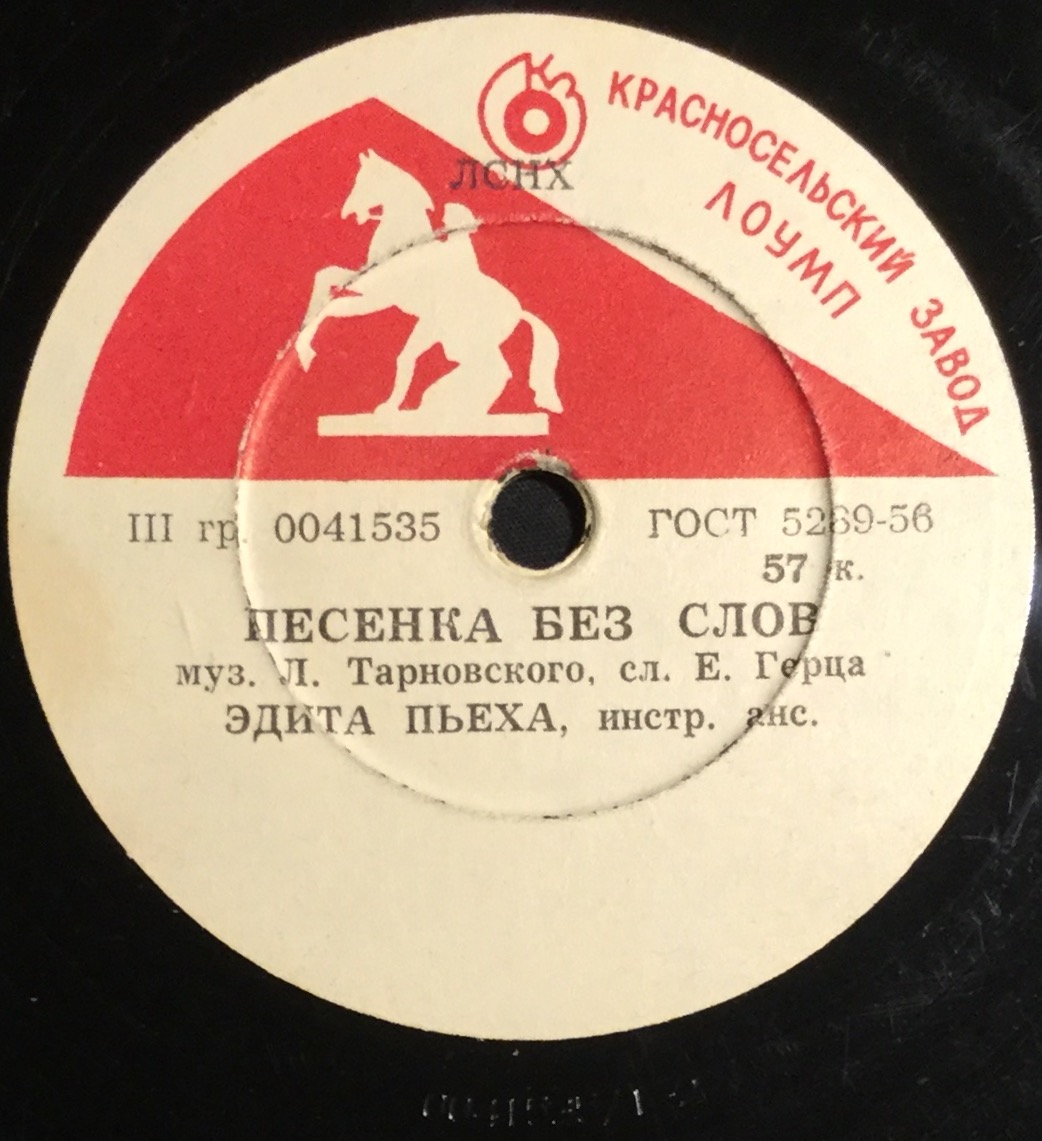 КЗ
КРАСНОСЕЛЬСКИЙ ЗАВОД
ЛОУМП
ЛСНХ
III гр. 0041535
ГОСТ 5289-56
57 к.
ПЕСЕНКА БЕЗ СЛОВ
муз. Л. Тарновского, сл. Е. Герца
ЭДИТА ПЬЕХА, инстр. анс.